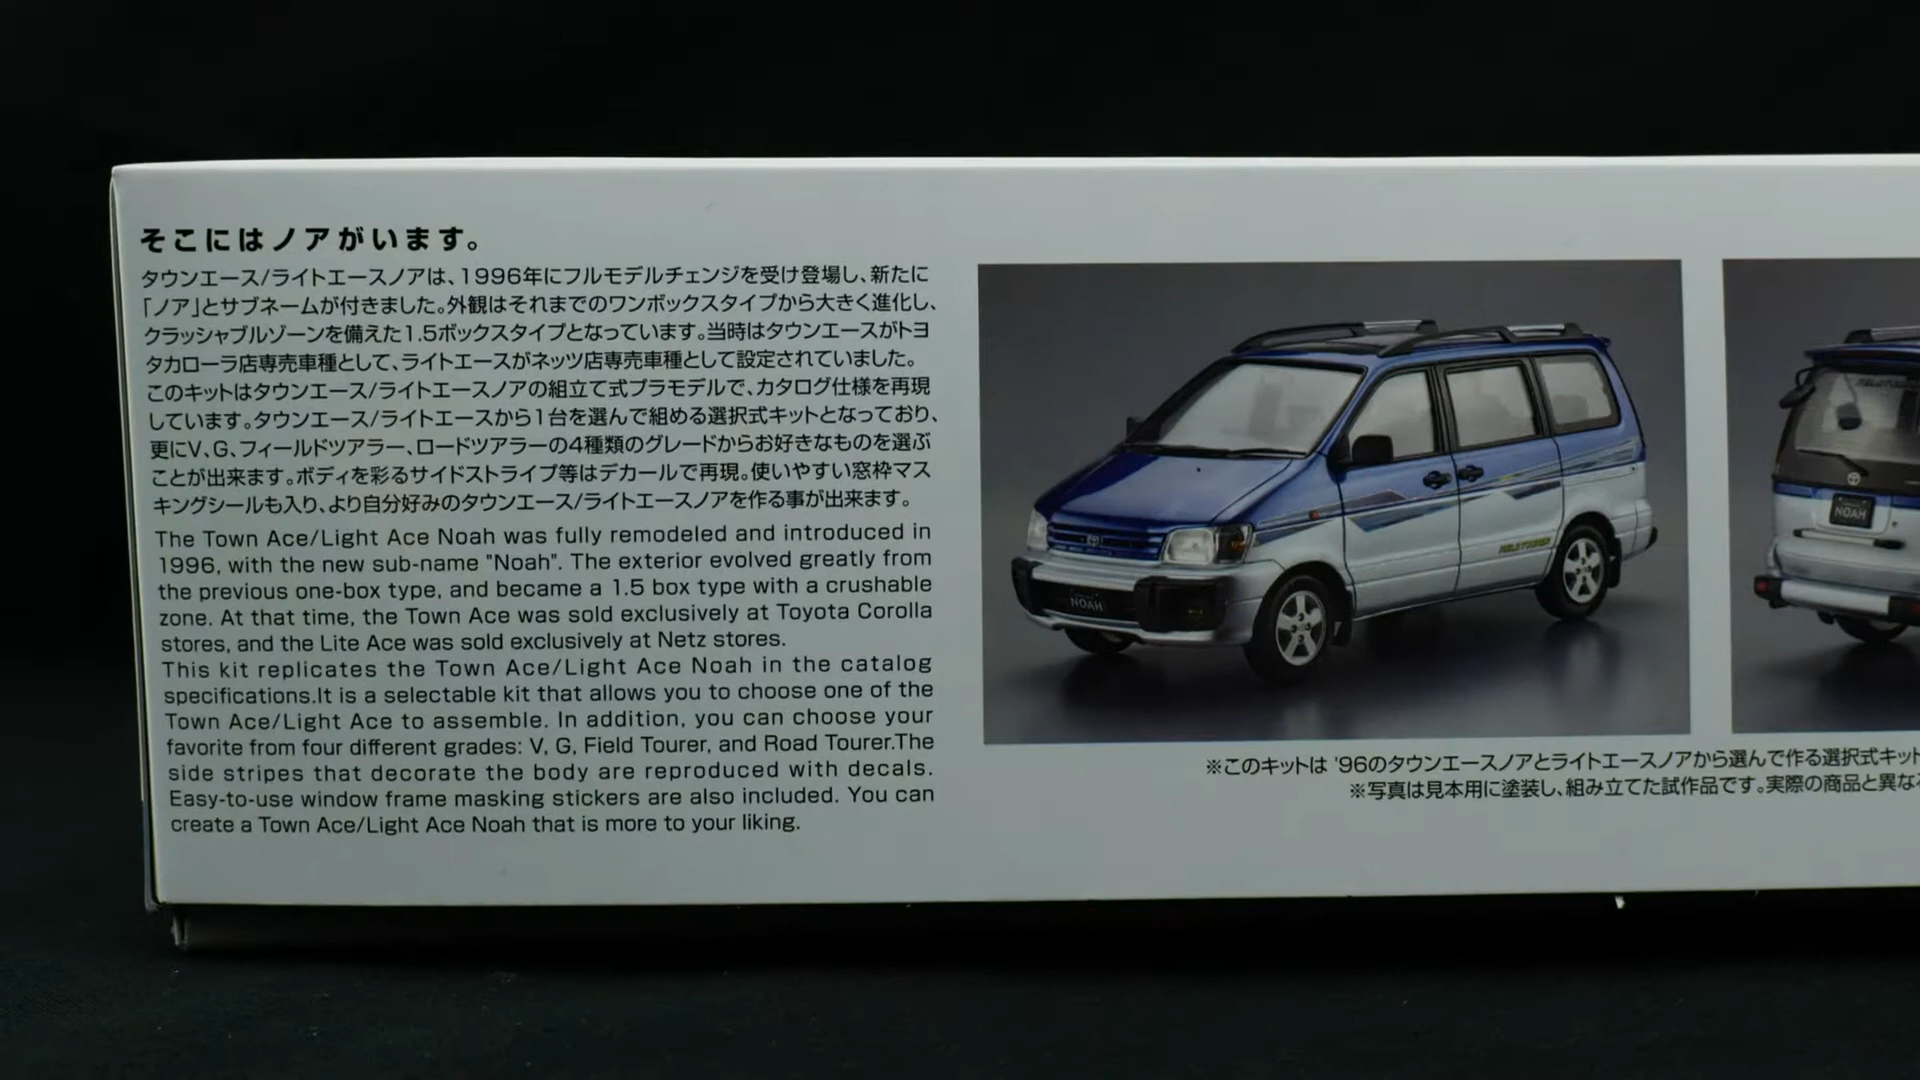 そこにはノアがいます。
タウンエース/ライトエースノアは、1996年にフルモデルチェンジを受け登場し、新たに
「ノア」とサブネームが付きました。外観はそれまでのワンボックスタイプから大きく進化し、
クラッシャブルゾーンを備えた1.5ボックスタイプとなっています。当時はタウンエースがトヨ
タカローラ店専売車種として、ライトエースがネッツ店専売車種として設定されていました。
このキットはタウンエース/ライトエースノアの組立て式プラモデルで、カタログ仕様を再現
しています。タウンエース/ライトエースから1台を選んで組める選択式キットとなっており、
更にV、G、フィールドツアラー、ロードツアラーの4種類のグレードからお好きなものを選ぶ
ことが出来ます。ボディを彩るサイドストライプ等はデカールで再現。使いやすい窓枠マス
キングシールも入り、より自分好みのタウンエース/ライトエースノアを作る事が出来ます。
The Town Ace/Light Ace Noah was fully remodeled and introduced in
1996, with the new sub-name "Noah". The exterior evolved greatly from
the previous one-box type, and became a 1.5 box type with a crushable
zone. At that time, the Town Ace was sold exclusively at Toyota Corolla
stores, and the Lite Ace was sold exclusively at Netz stores.
This kit replicates the Town Ace/Light Ace Noah in the catalog
specifications.It is a selectable kit that allows you to choose one of the
Town Ace/Light Ace to assemble. In addition, you can choose your
favorite from four different grades: V, G, Field Tourer, and Road Tourer.The
side stripes that decorate the body are reproduced with decals.
Easy-to-use window frame masking stickers are also included. You can
create a Town Ace/Light Ace Noah that is more to your liking.
NOAH
FIELD TOURER
NOAH
※このキットは '96のタウンエースノアとライトエースノアから選んで作る選択式キット
※写真は見本用に塗装し、組み立てた試作品です。実際の商品と異な